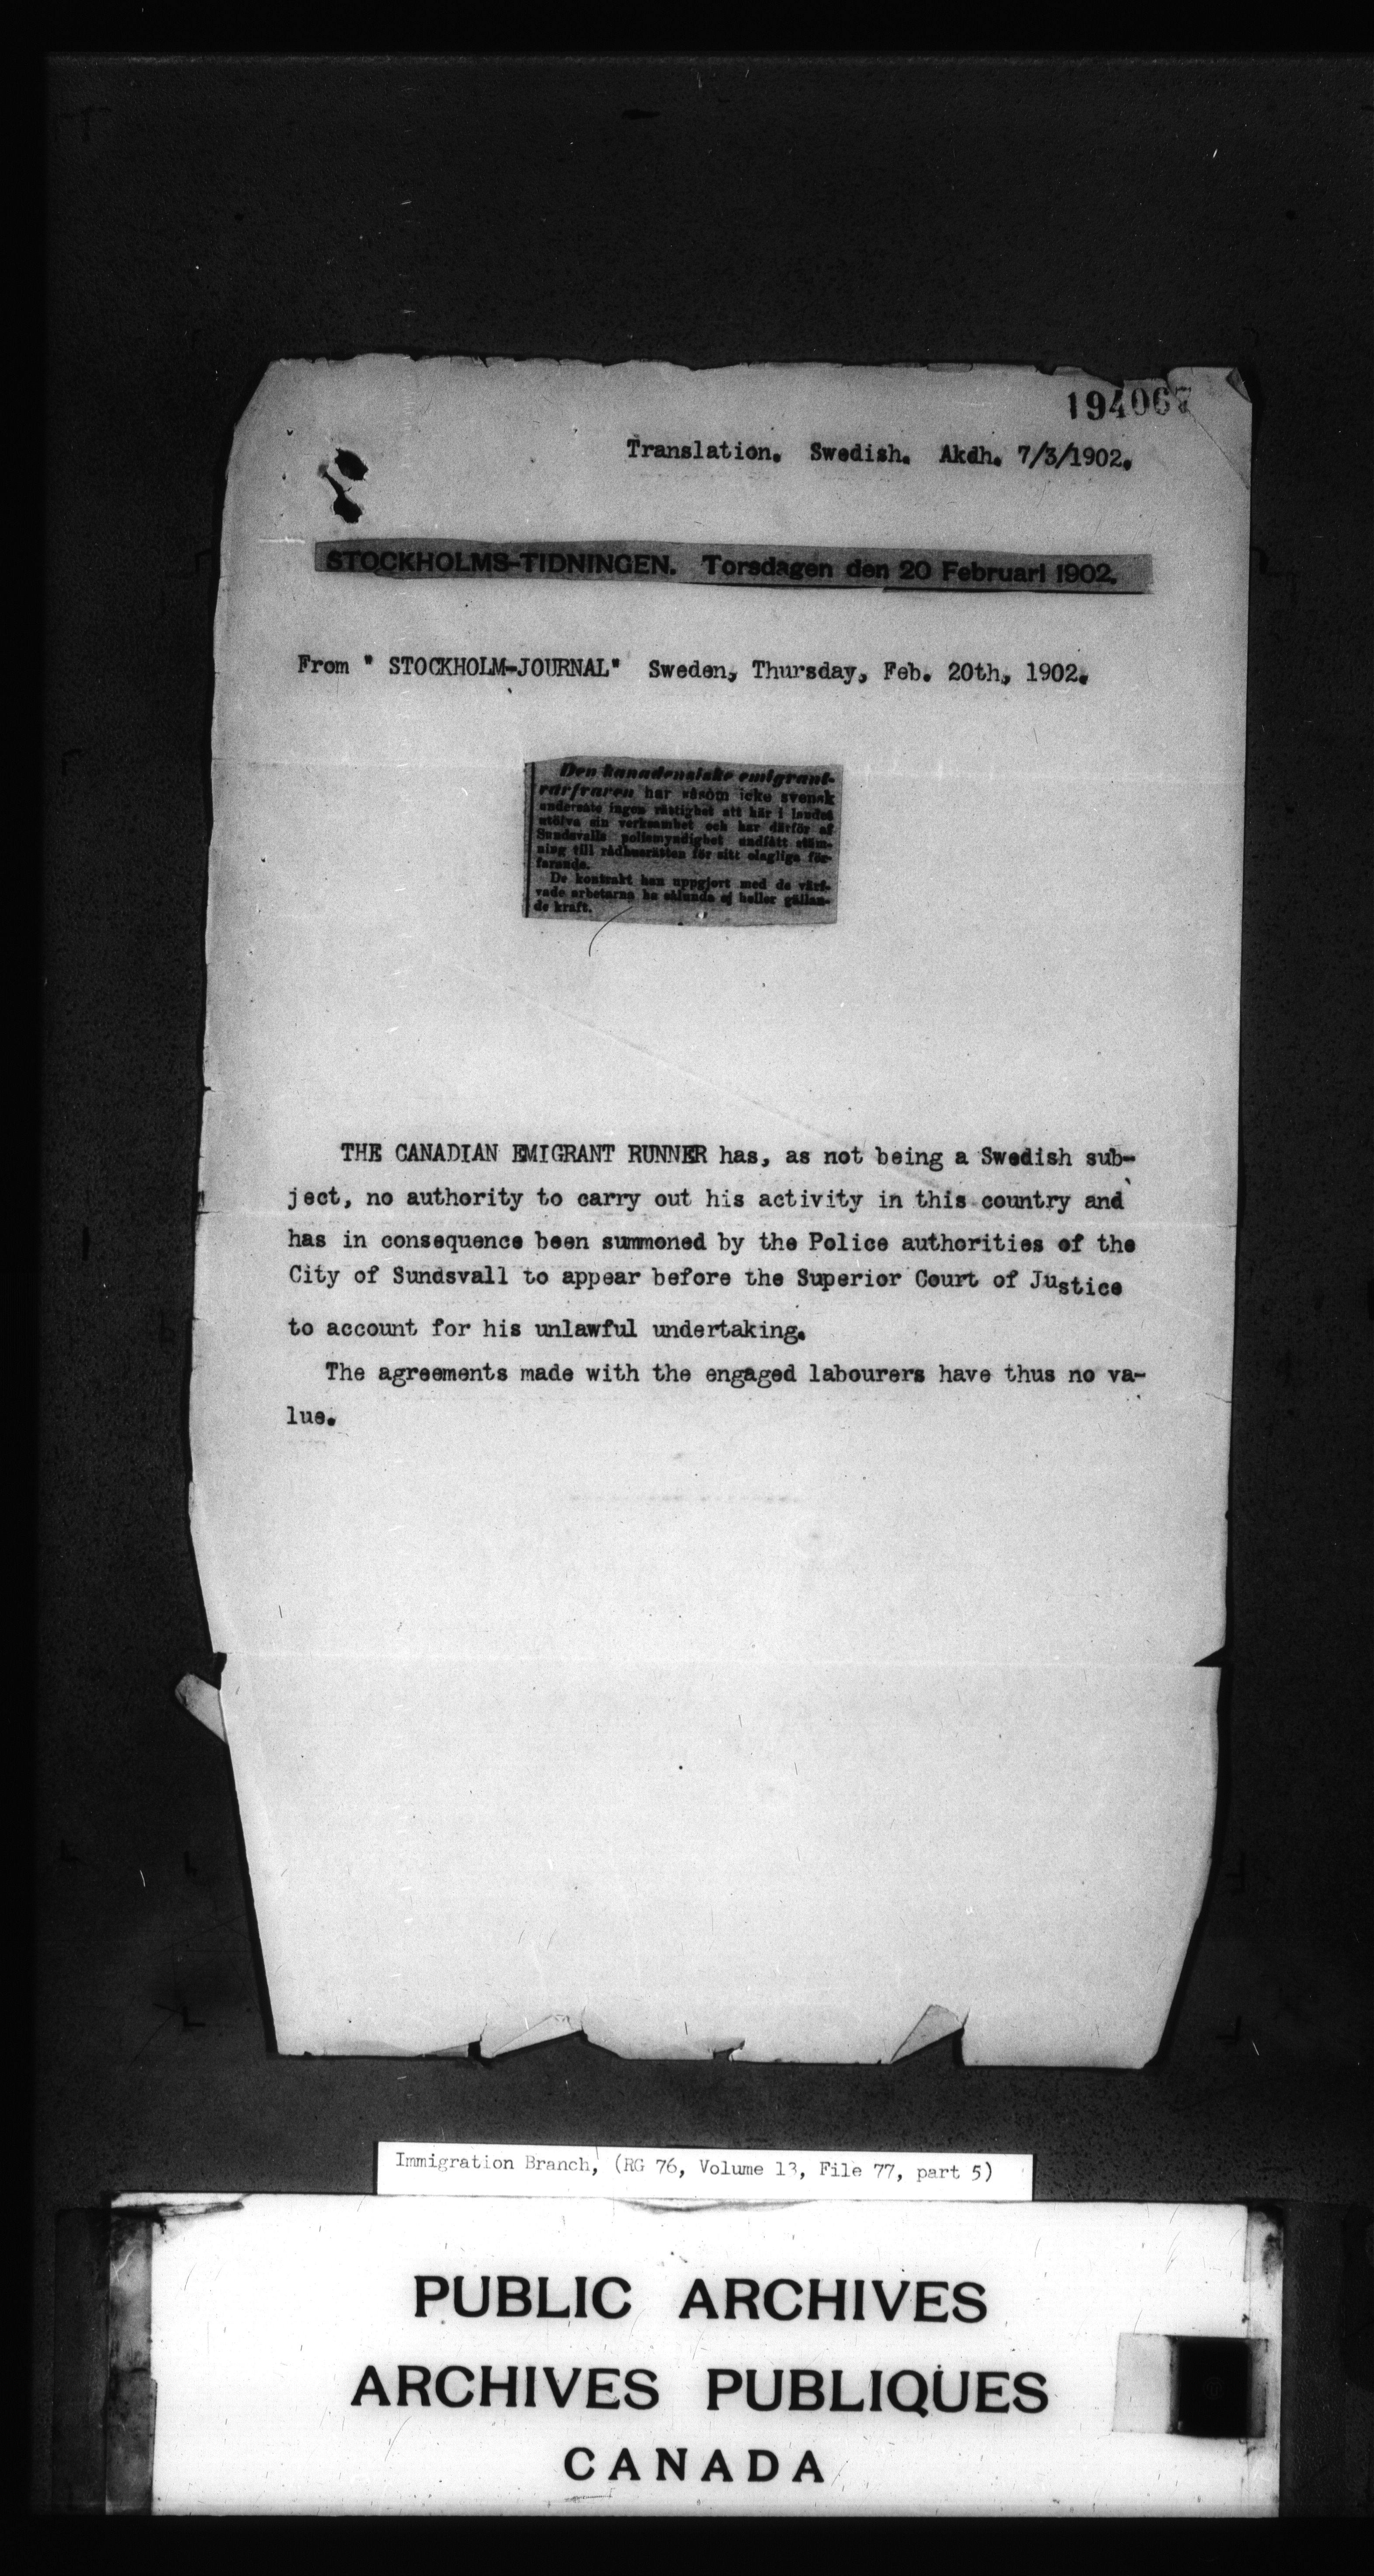 194067
Translation. Swedish. Akdh. 7/3/1902.
STOCKHOLMS-TIDNINGEN. Torsdagen den 20 Februari 1902.
From " STOCKHOLM-JOURNAL" Sweden, Thursday, Feb. 20th, 1902.
Den kanadensiske emigrant-
värfvaren har såsom icke svensk
undersåte ingen rättighet att här i landet
utöfva sin verksamhet och har därför af
Sundsvalls polismyndighet undfått stäm-
ning till rådhusrätten för sitt olagliga för-
farande.
De kontrakt han uppgjort med de värf-
vade arbetarna ha sålunda ej heller gällan-
de kraft.
THE CANADIAN EMIGRANT RUNNER has, as not being a Swedish sub-
ject, no authority to carry out his activity in this country and
has in consequence been summoned by the Police authorities of the
City of Sundsvall to appear before the Superior Court of Justice
to account for his unlawful undertaking.
The agreements made with the engaged labourers have thus no va-
lue.
Immigration Branch, (RG 76, Volume 13, File 77, part 5)
PUBLIC ARCHIVES
ARCHIVES PUBLIQUES
CANADA